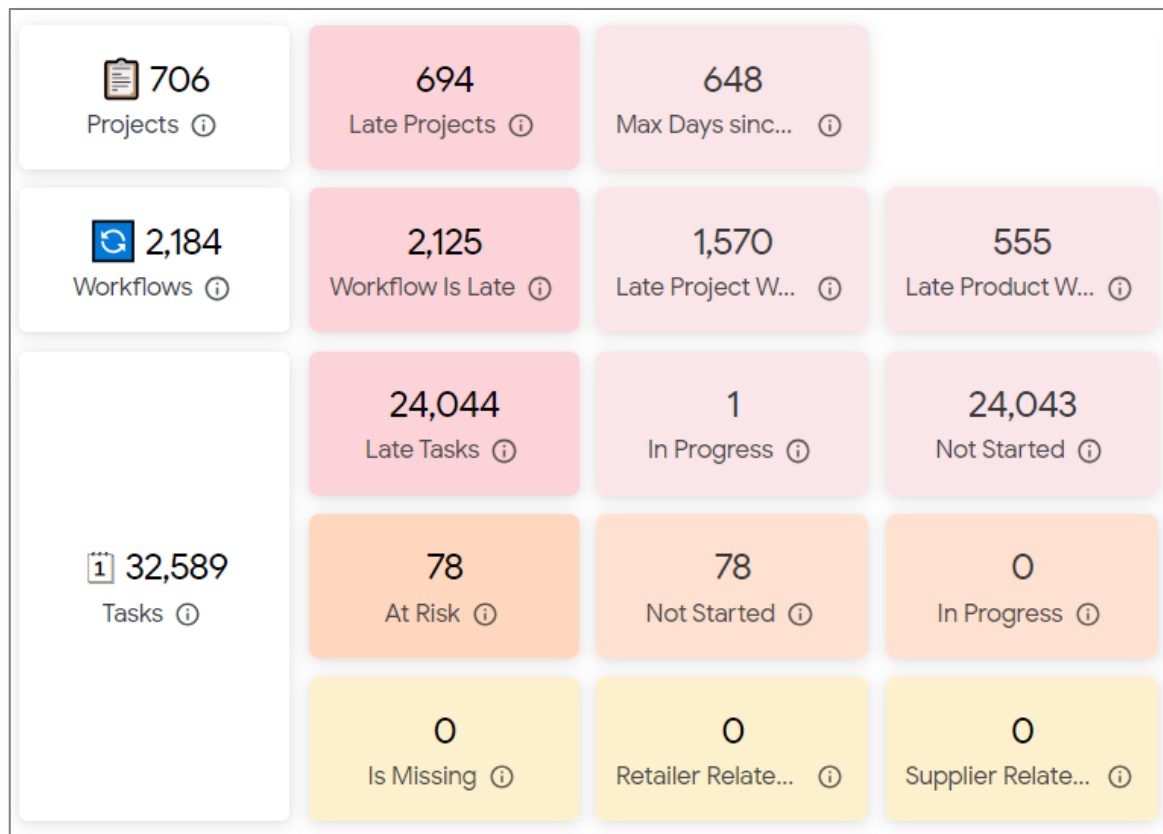 706
Projects
694
Late Projects
648
Max Days sinc...
2,184
Workflows
2,125
Workflow Is Late
1,570
Late Project W...
555
Late Product W...
32,589
Tasks
24,044
Late Tasks
1
In Progress
24,043
Not Started
78
At Risk
78
Not Started
0
In Progress
0
Is Missing
0
Retailer Relate...
0
Supplier Relate...